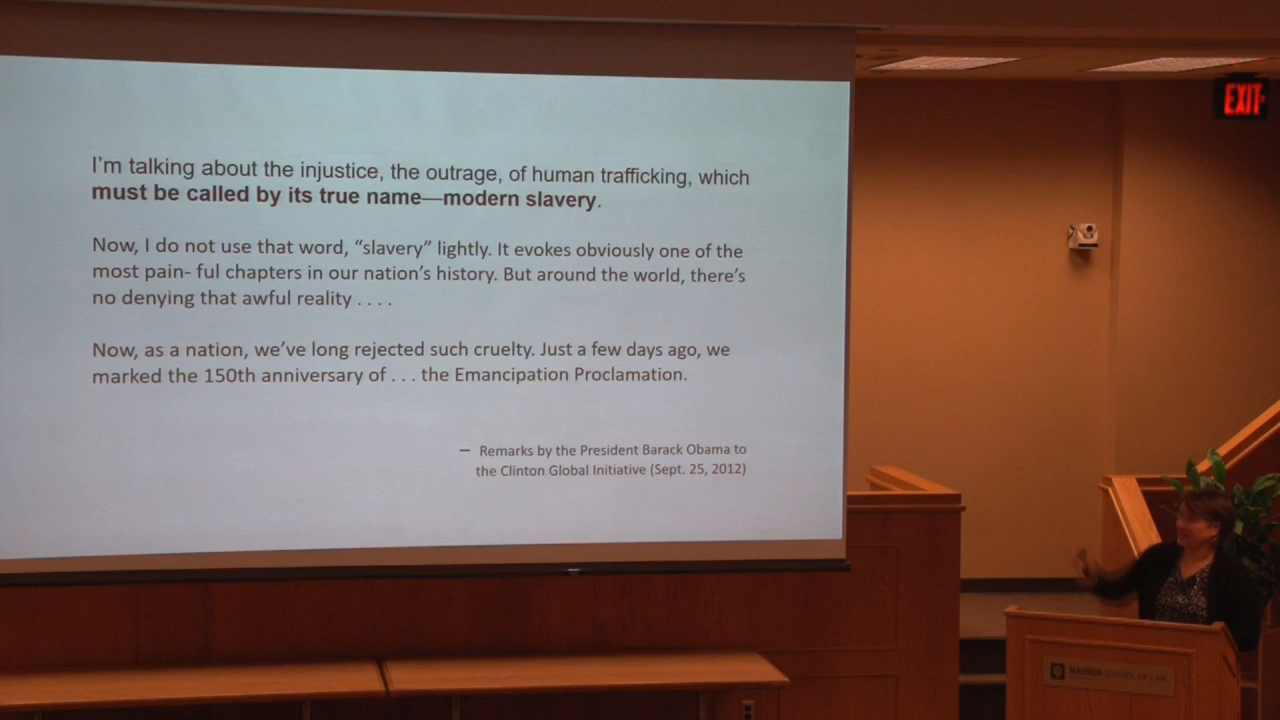 I'm talking about the injustice, the outrage, of human trafficking, which
must be called by its true name—modern slavery.
Now, I do not use that word, “slavery” lightly. It evokes obviously one of the
most pain- ful chapters in our nation's history. But around the world, there's
no denying that awful reality . . . .
Now, as a nation, we've long rejected such cruelty. Just a few days ago, we
marked the 150th anniversary of . . . the Emancipation Proclamation.
— Remarks by the President Barack Obama to
the Clinton Global Initiative (Sept. 25, 2012)
EXIT
MAURER SCHOOL OF LAW